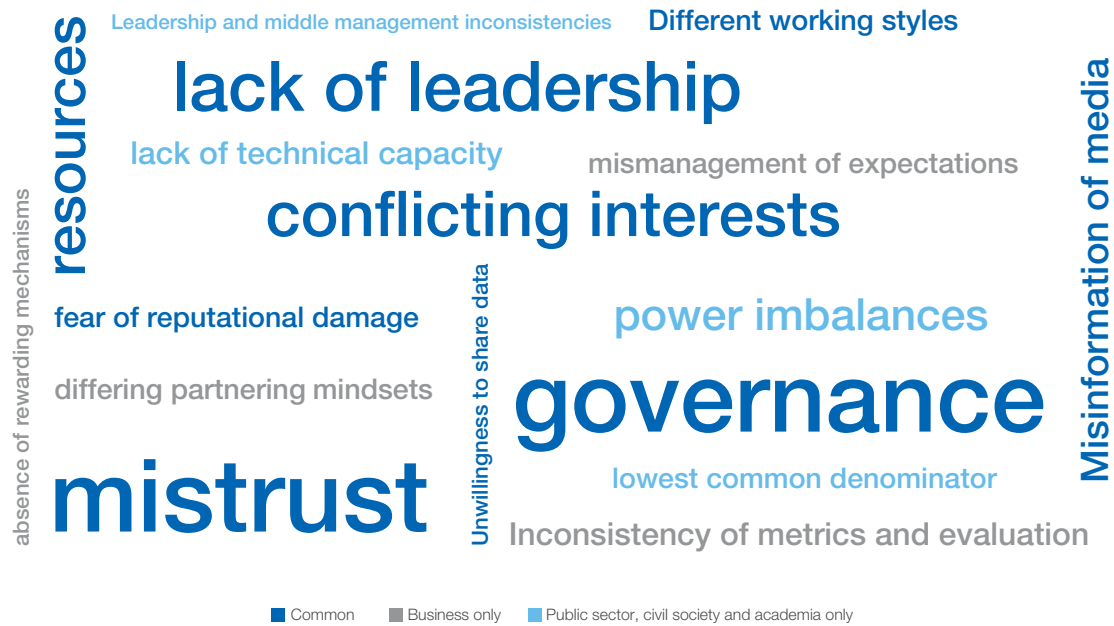 Leadership and middle management inconsistencies
Different working styles
resources
lack of leadership
Misinformation of media
lack of technical capacity
mismanagement of expectations
absence of rewarding mechanisms
conflicting interests
Unwillingness to share data
fear of reputational damage
power imbalances
differing partnering mindsets
governance
mistrust
lowest common denominator
Inconsistency of metrics and evaluation
Common
Business only
Public sector, civil society and academia only